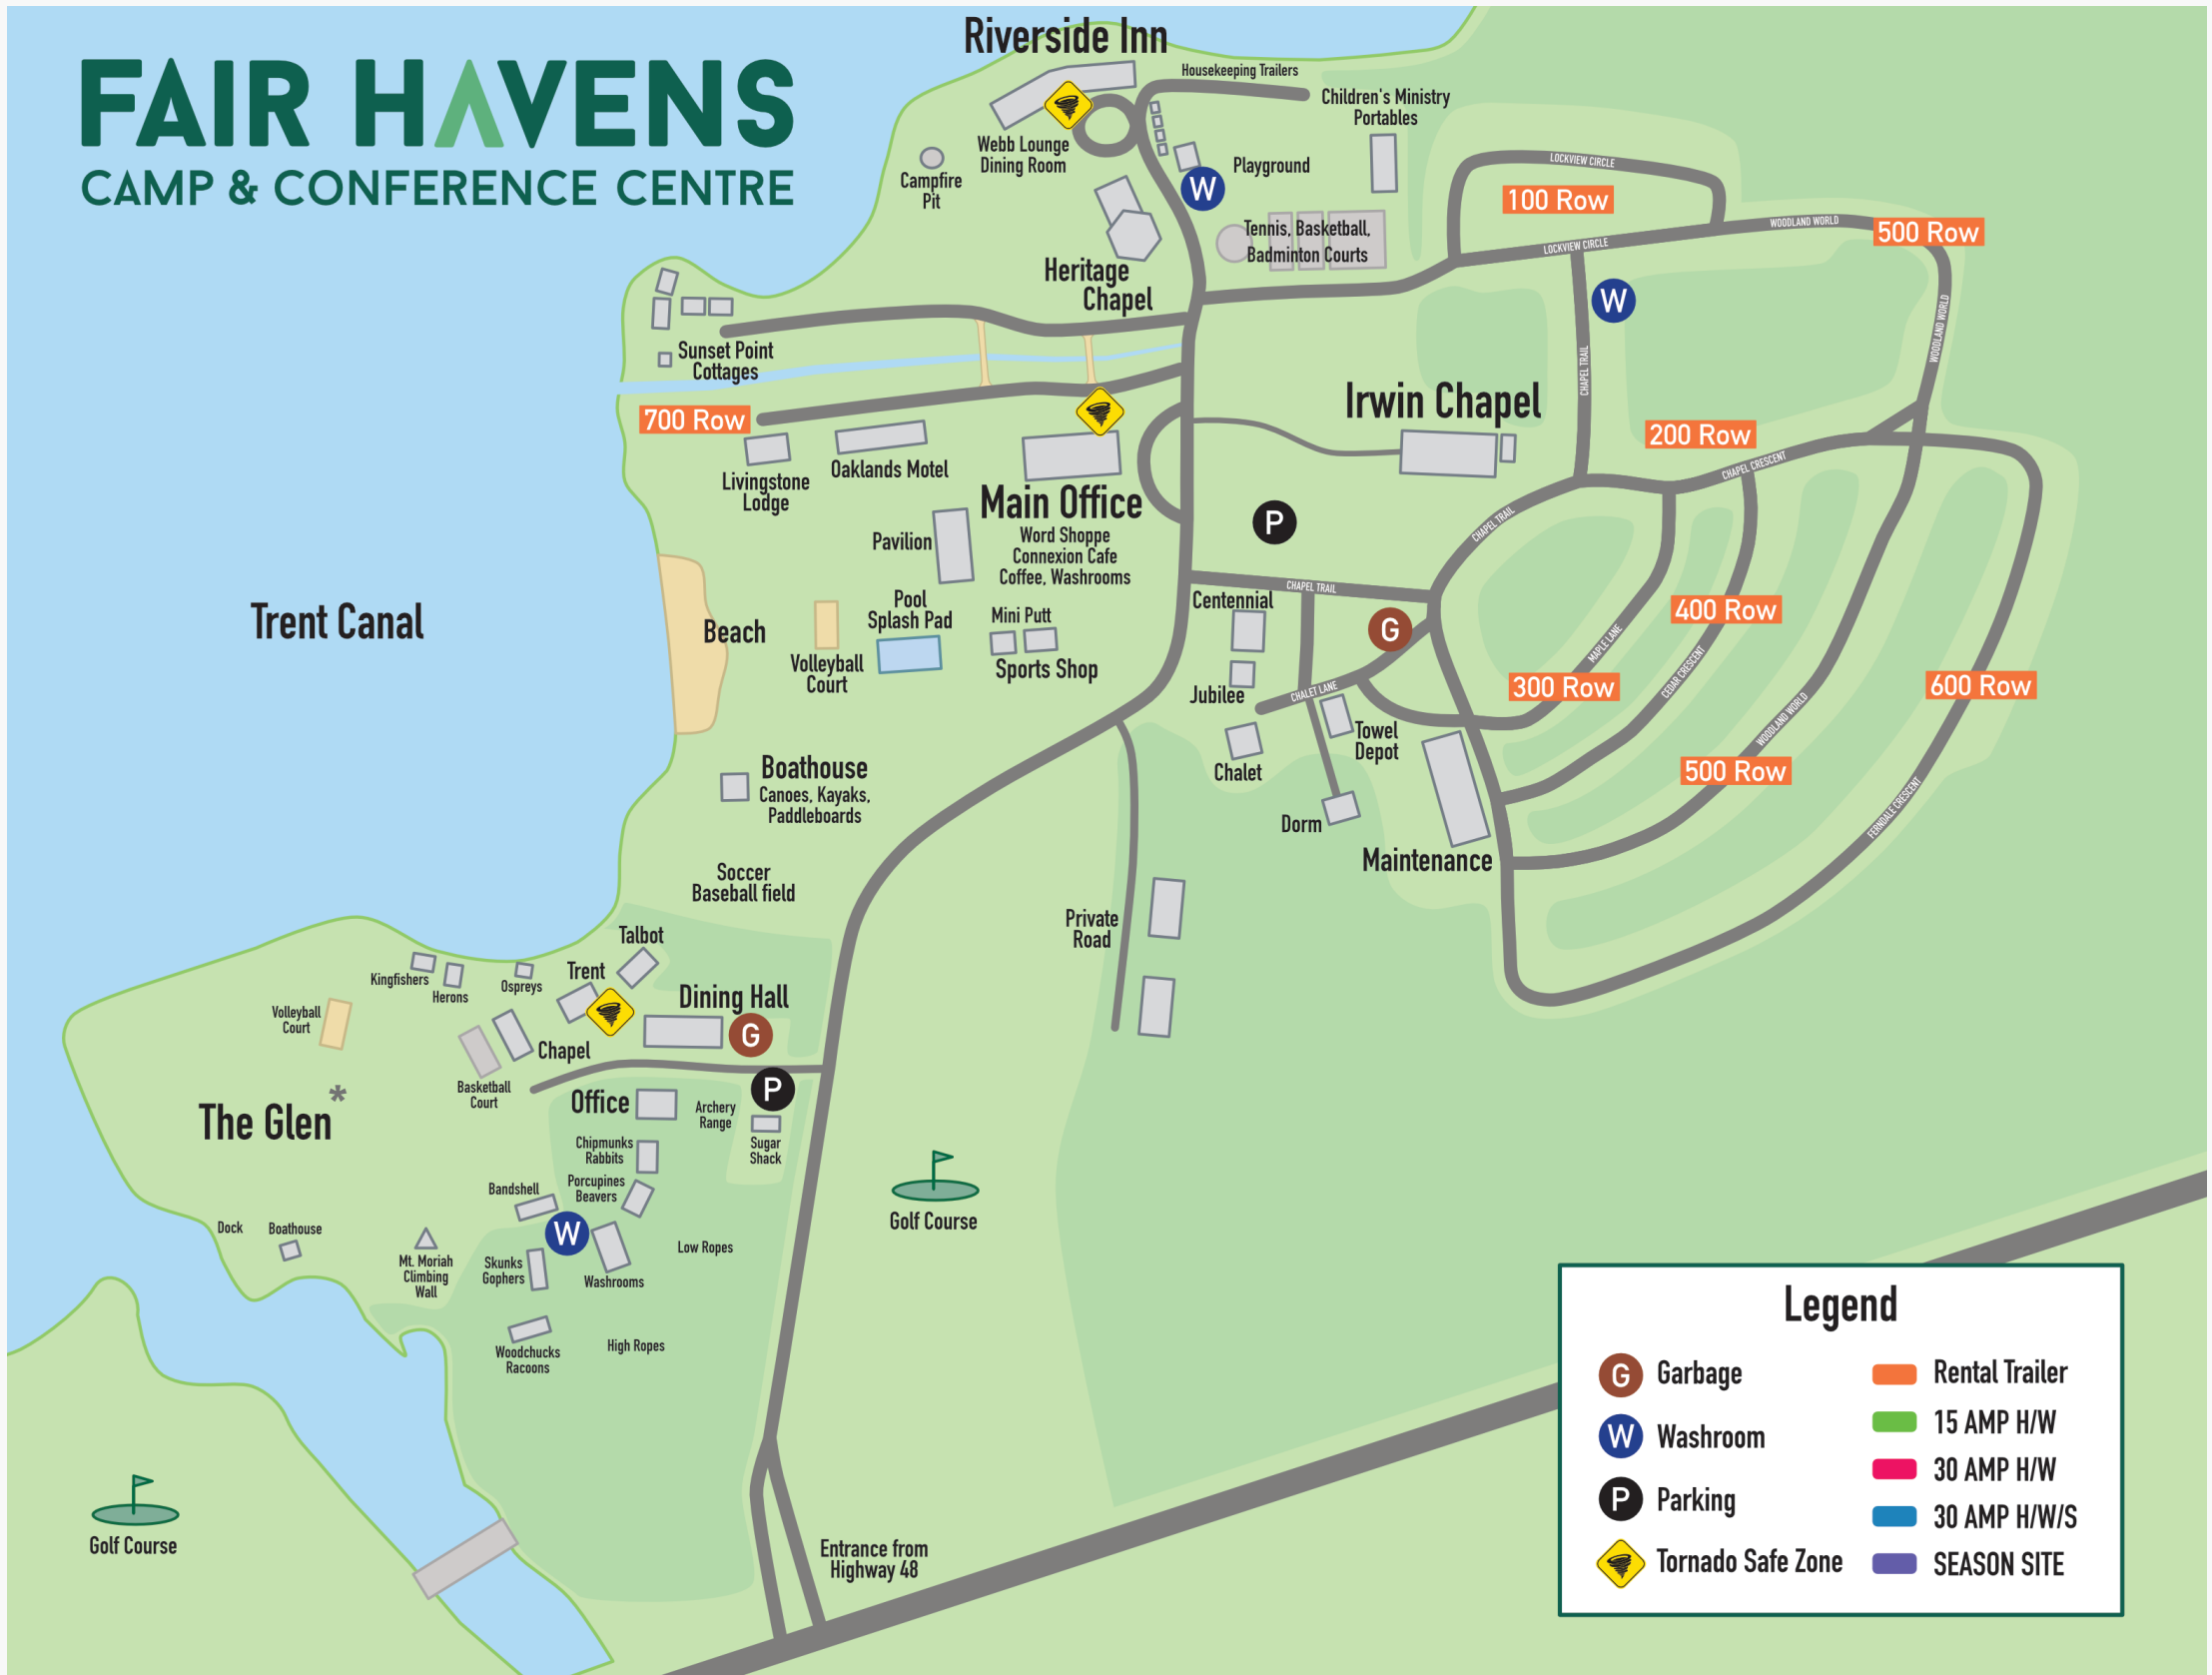 FAIR HAVENS
CAMP & CONFERENCE CENTRE
Riverside Inn
Webb Lounge
Dining Room
Campfire
Pit
Housekeeping Trailers
Children's Ministry
Portables
Playground
W
Tennis, Basketball,
Badminton Courts
Heritage
Chapel
LOCKVIEW CIRCLE
100 Row
LOCKVIEW CIRCLE
WOODLAND WORLD
500 Row
W
WOODLAND WORLD
CHAPEL TRAIL
Sunset Point
Cottages
700 Row
Livingstone
Lodge
Oaklands Motel
Main Office
Word Shoppe
Connexion Cafe
Coffee, Washrooms
Irwin Chapel
200 Row
CHAPEL CRESCENT
P
CHAPEL TRAIL
CHAPEL TRAIL
Pavilion
Pool
Splash Pad
Mini Putt
Sports Shop
Trent Canal
Beach
Volleyball
Court
Centennial
G
Jubilee
CHALET LANE
Chalet
Towel
Depot
Dorm
Maintenance
300 Row
MAPLE LANE
400 Row
CEDAR CRESCENT
500 Row
WOODLAND WORLD
600 Row
FERNDALE CRESCENT
Boathouse
Canoes, Kayaks,
Paddleboards
Soccer
Baseball field
Private
Road
Talbot
Trent
Kingfishers
Herons
Ospreys
Dining Hall
G
Volleyball
Court
Chapel
Basketball
Court
P
The Glen*
Office
Archery
Range
Sugar
Shack
Chipmunks
Rabbits
Porcupines
Beavers
Bandshell
W
Dock
Boathouse
Mt. Moriah
Climbing
Wall
Skunks
Gophers
Washrooms
Low Ropes
Woodchucks
Racoons
High Ropes
Golf Course
Golf Course
Entrance from
Highway 48
Legend
G Garbage
W Washroom
P Parking
Tornado Safe Zone
Rental Trailer
15 AMP H/W
30 AMP H/W
30 AMP H/W/S
SEASON SITE